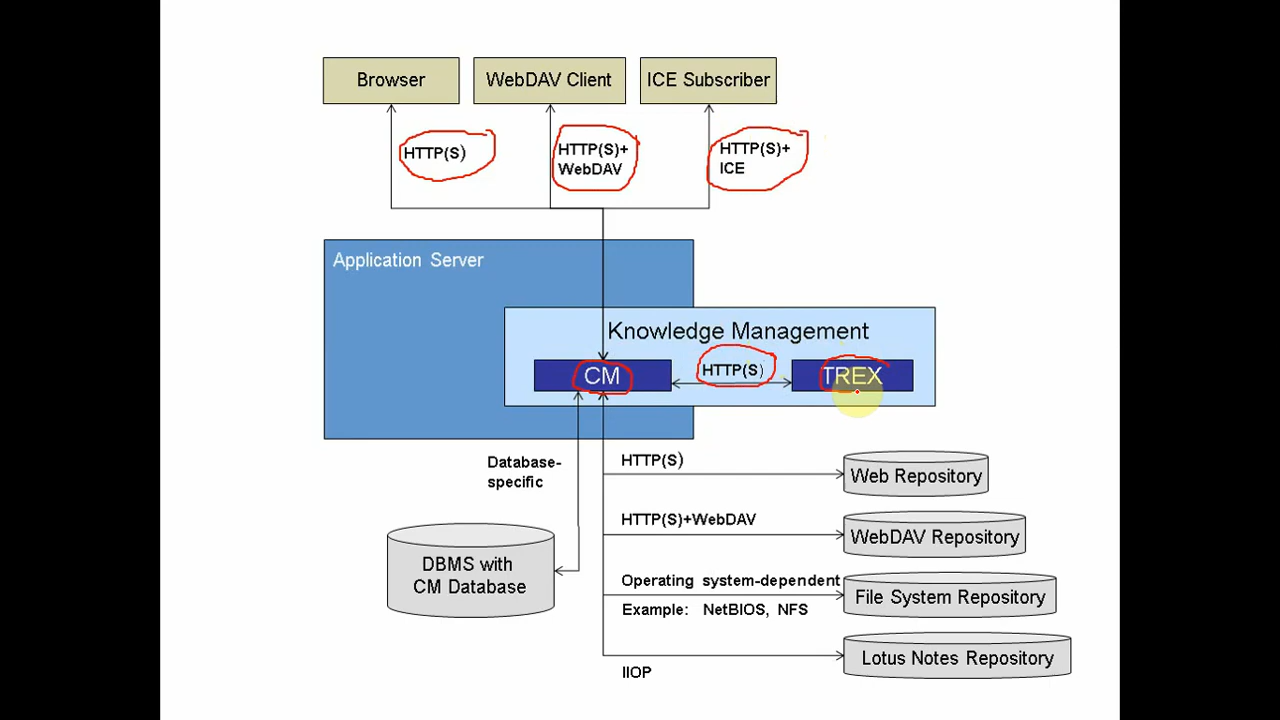 Browser
WebDAV Client
ICE Subscriber
HTTP(S)
HTTP(S)+
WebDAV
HTTP(S)+
ICE
Application Server
Knowledge Management
CM
HTTP(S)
TREX
Database-
specific
HTTP(S)
Web Repository
HTTP(S)+WebDAV
WebDAV Repository
DBMS with
CM Database
Operating system-dependent
Example: NetBIOS, NFS
File System Repository
IIOP
Lotus Notes Repository